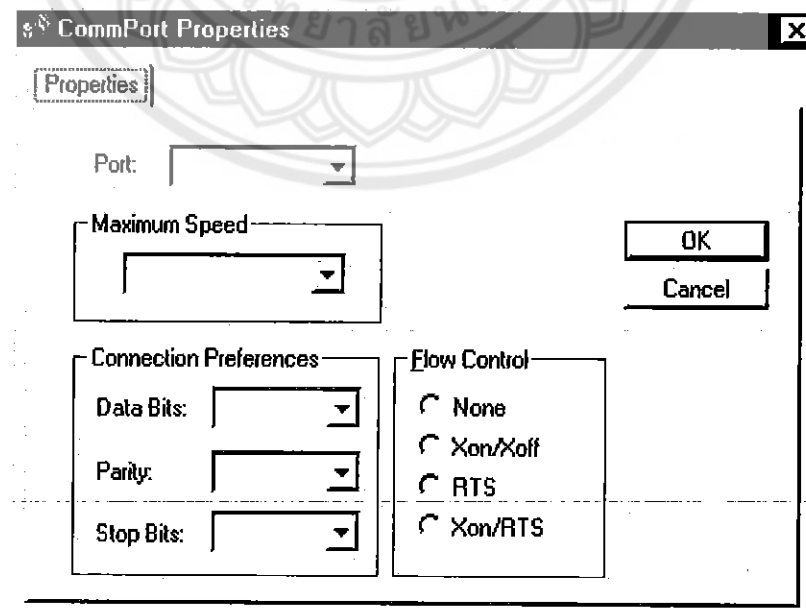 CommPort Properties
Properties
Port:
Maximum Speed
OK
Cancel
Connection Preferences
Data Bits:
Parity:
Stop Bits:
Flow Control
None
Xon/Xoff
RTS
Xon/RTS